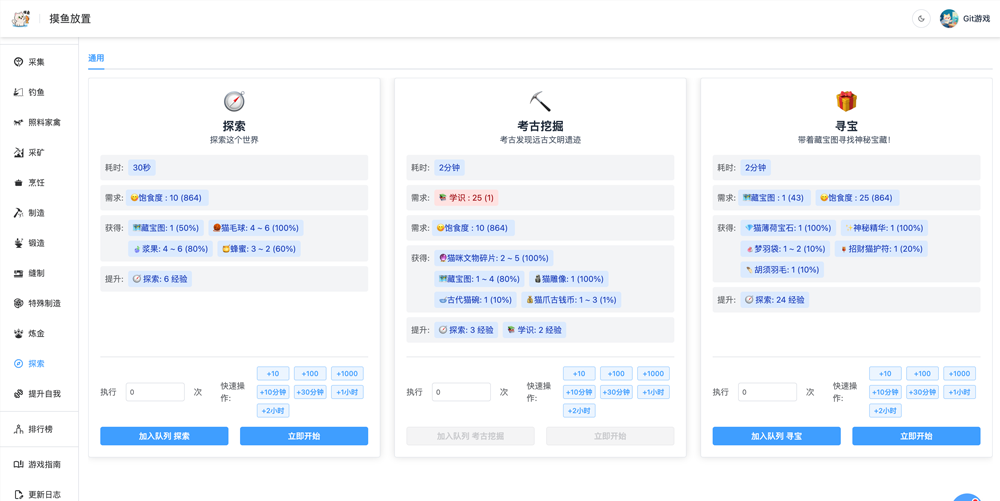 摸鱼放置
Git游戏
采集
钓鱼
照料家禽
采矿
烹饪
制造
锻造
缝制
特殊制造
炼金
探索
提升自我
排行榜
游戏指南
更新日志
通用
探索
探索这个世界
耗时: 30秒
需求: 饱食度 : 10 (864)
获得: 藏宝图: 1 (50%) 猫毛球: 4 ~ 6 (100%)
浆果: 4 ~ 6 (80%) 蜂蜜: 3 ~ 2 (60%)
提升: 探索: 6 经验
执行 0 次 快速操作:
+10 +100 +1000
+10分钟 +30分钟 +1小时
+2小时
加入队列 探索 立即开始
考古挖掘
考古发现远古文明遗迹
耗时: 2分钟
需求: 学识 : 25 (1)
需求: 饱食度 : 10 (864)
获得: 猫咪文物碎片: 2 ~ 5 (100%)
藏宝图: 1 ~ 4 (80%) 猫雕像: 1 (100%)
古代猫碗: 1 (10%) 猫爪古钱币: 1 ~ 3 (1%)
提升: 探索: 3 经验 学识: 2 经验
执行 0 次 快速操作:
+10 +100 +1000
+10分钟 +30分钟 +1小时
+2小时
加入队列 考古挖掘 立即开始
寻宝
带着藏宝图寻找神秘宝藏！
耗时: 2分钟
需求: 藏宝图 : 1 (43) 饱食度 : 25 (864)
获得: 猫薄荷宝石: 1 (100%) 神秘精华: 1 (100%)
梦羽袋: 1 ~ 2 (10%) 招财猫护符: 1 (20%)
胡须羽毛: 1 (10%)
提升: 探索: 24 经验
执行 0 次 快速操作:
+10 +100 +1000
+10分钟 +30分钟 +1小时
+2小时
加入队列 寻宝 立即开始